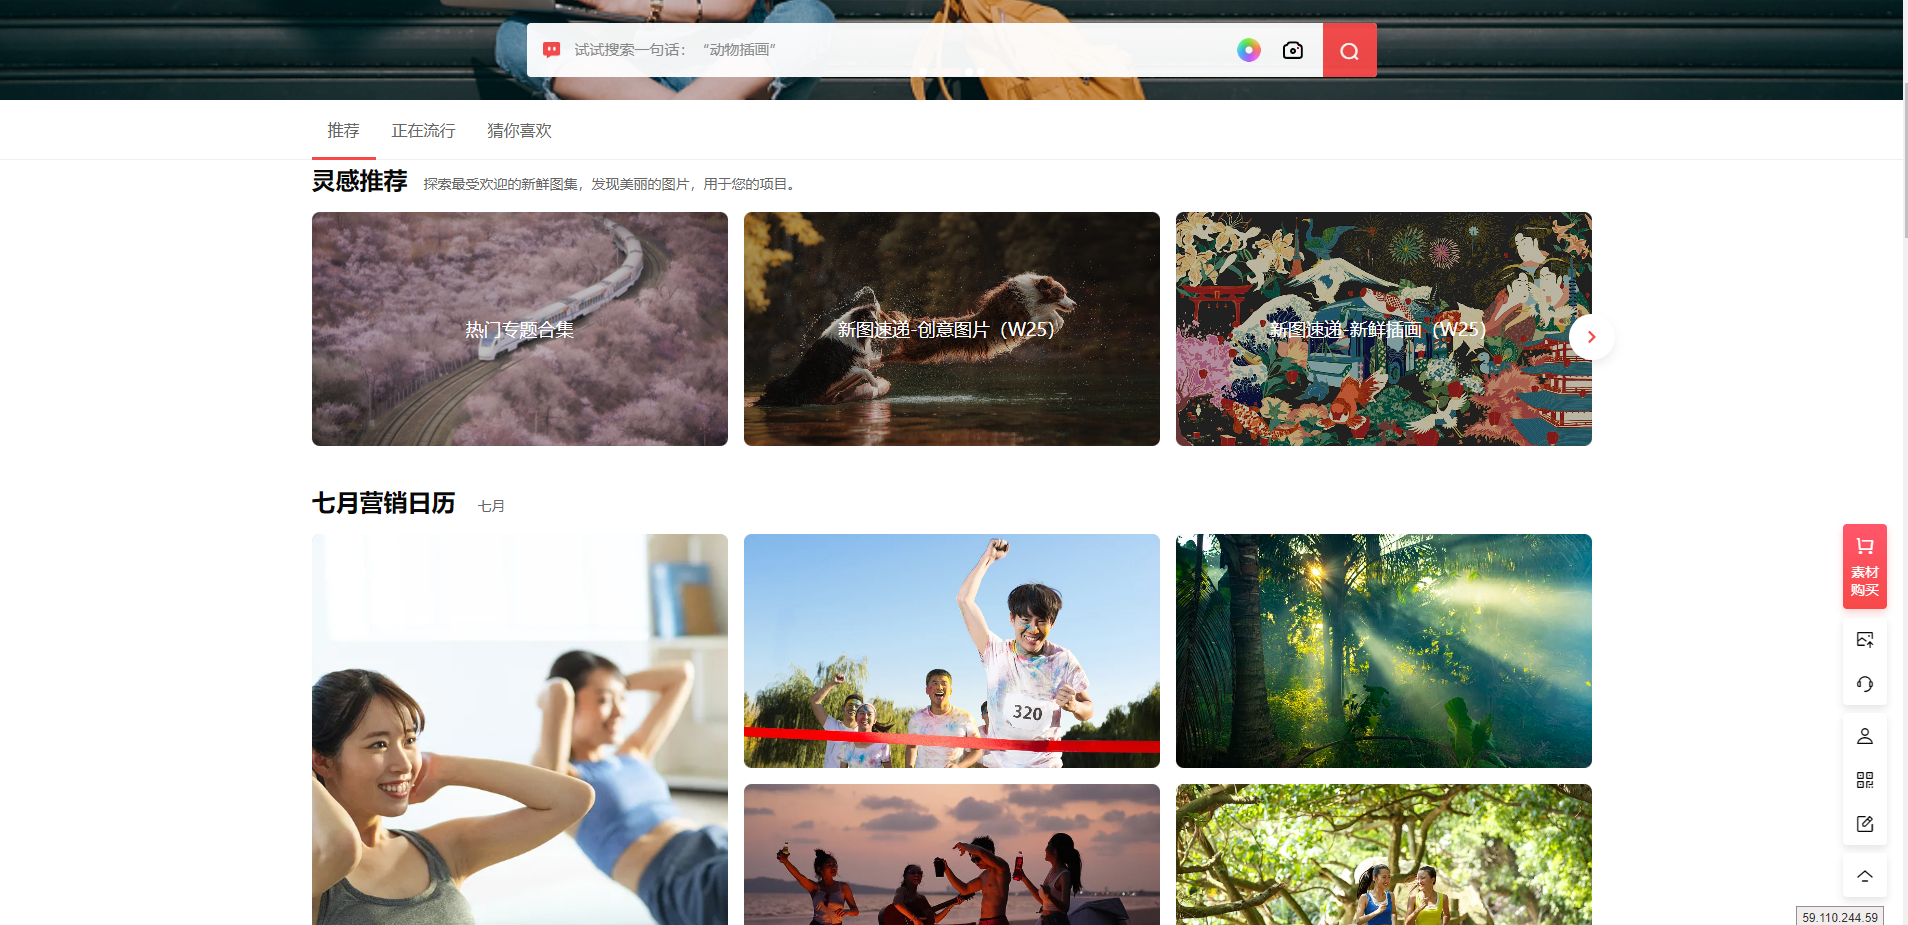 试试搜索一句话：“动物插画”
推荐
正在流行
猜你喜欢
灵感推荐
探索最受欢迎的新鲜图集，发现美丽的图片，用于您的项目。
热门专题合集
新图速递-创意图片（W25）
新图速递-新鲜插画（W25）
七月营销日历
七月
320
素材
购买
59.110.244.59